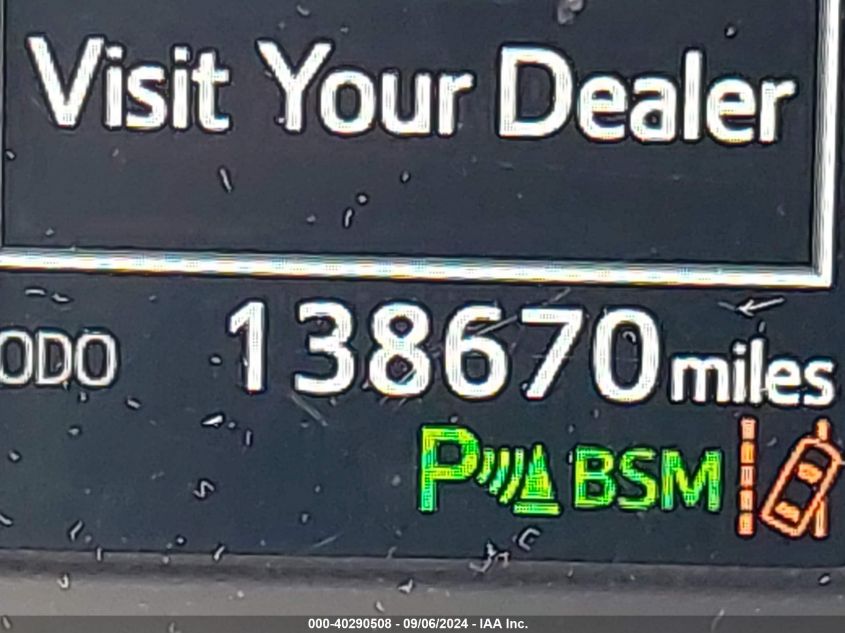 Visit Your Dealer
ODO 138670 miles
P BSM
000-40290508 - 09/06/2024 - IAA Inc.